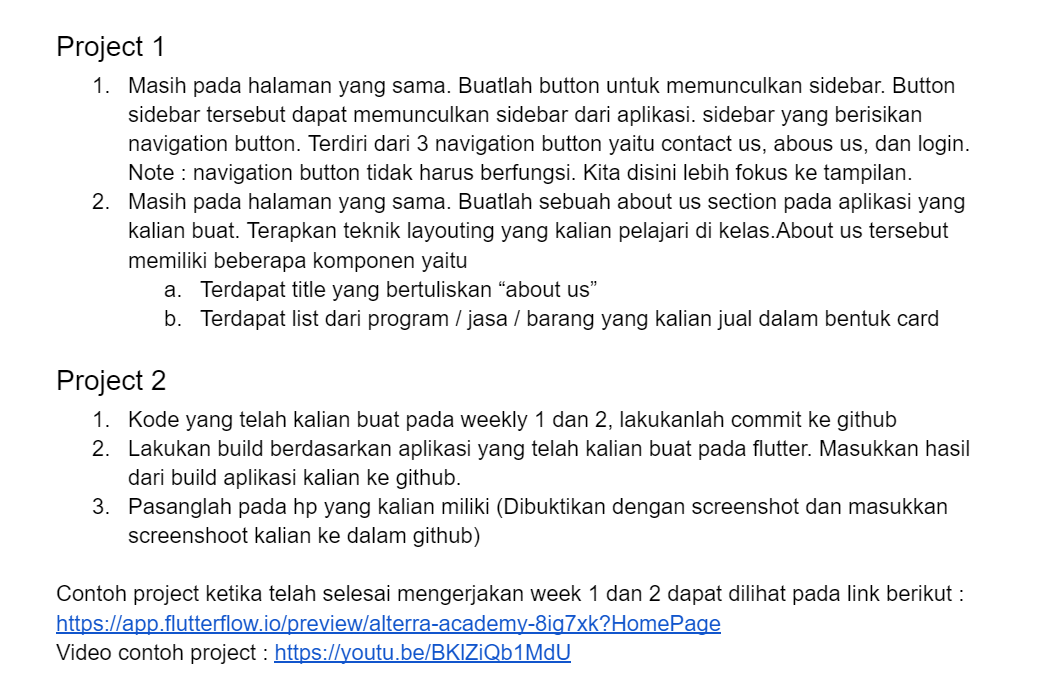 Project 1
1. Masih pada halaman yang sama. Buatlah button untuk memunculkan sidebar. Button
sidebar tersebut dapat memunculkan sidebar dari aplikasi. sidebar yang berisikan
navigation button. Terdiri dari 3 navigation button yaitu contact us, abous us, dan login.
Note : navigation button tidak harus berfungsi. Kita disini lebih fokus ke tampilan.
2. Masih pada halaman yang sama. Buatlah sebuah about us section pada aplikasi yang
kalian buat. Terapkan teknik layouting yang kalian pelajari di kelas.About us tersebut
memiliki beberapa komponen yaitu
a. Terdapat title yang bertuliskan “about us”
b. Terdapat list dari program / jasa / barang yang kalian jual dalam bentuk card
Project 2
1. Kode yang telah kalian buat pada weekly 1 dan 2, lakukanlah commit ke github
2. Lakukan build berdasarkan aplikasi yang telah kalian buat pada flutter. Masukkan hasil
dari build aplikasi kalian ke github.
3. Pasanglah pada hp yang kalian miliki (Dibuktikan dengan screenshot dan masukkan
screenshoot kalian ke dalam github)
Contoh project ketika telah selesai mengerjakan week 1 dan 2 dapat dilihat pada link berikut :
https://app.flutterflow.io/preview/alterra-academy-8ig7xk?HomePage
Video contoh project : https://youtu.be/BKlZiQb1MdU